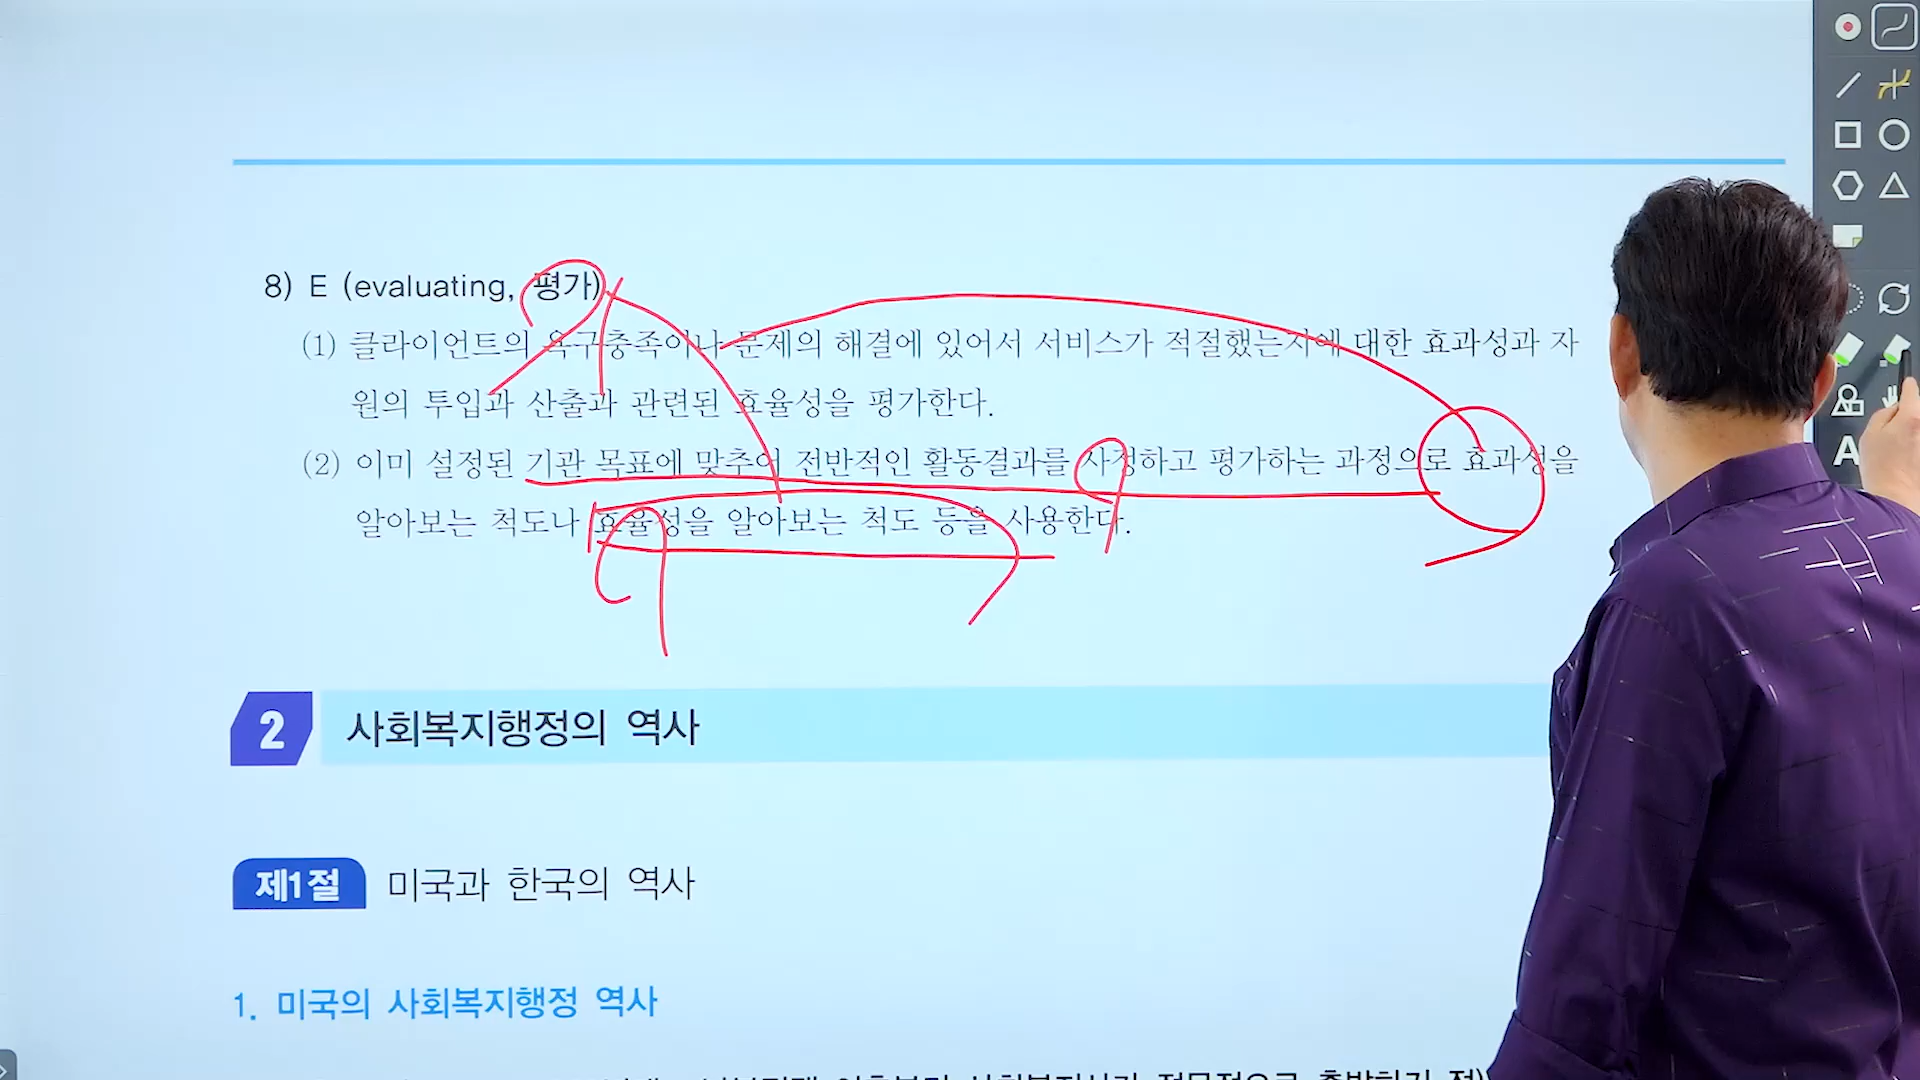 8) E (evaluating, 평가)
(1) 클라이언트의 욕구충족이나 문제의 해결에 있어서 서비스가 적절했는지에 대한 효과성과 자
원의 투입과 산출과 관련된 효율성을 평가한다.
(2) 이미 설정된 기관 목표에 맞추어 전반적인 활동결과를 사정하고 평가하는 과정으로 효과성을
알아보는 척도나 효율성을 알아보는 척도 등을 사용한다.
2 사회복지행정의 역사
제1절 미국과 한국의 역사
1. 미국의 사회복지행정 역사
A